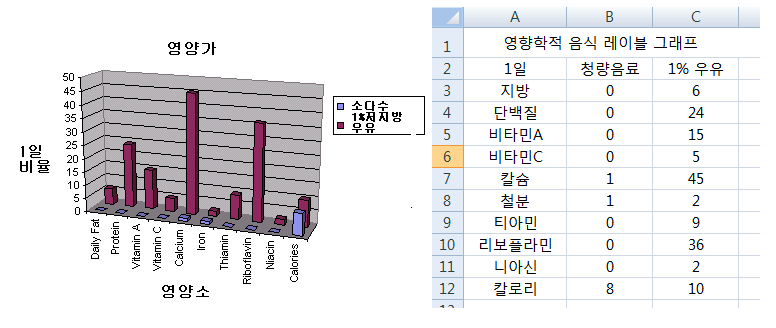 영양가
50
45
40
35
30
25
20
15
10
5
0
1일
비율
Daily Fat
Protein
Vitamin A
Vitamin C
Calcium
Iron
Thiamin
Riboflavin
Niacin
Calories
영양소
소다수
1%저지방
우유
A B C
1 영향학적 음식 레이블 그래프
2 1일 청량음료 1% 우유
3 지방 0 6
4 단백질 0 24
5 비타민A 0 15
6 비타민C 0 5
7 칼슘 1 45
8 철분 1 2
9 티아민 0 9
10 리보플라민 0 36
11 니아신 0 2
12 칼로리 8 10